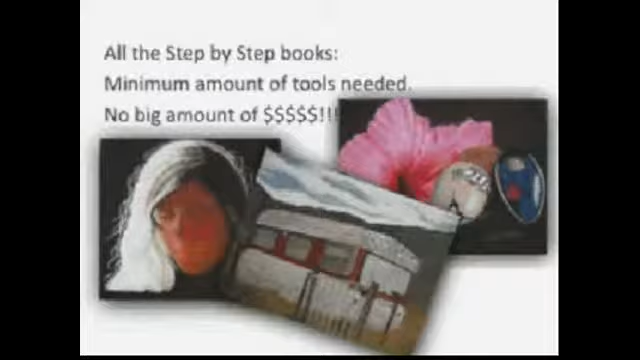 All the Step by Step books:
Minimum amount of tools needed.
No big amount of $$$$$!!!